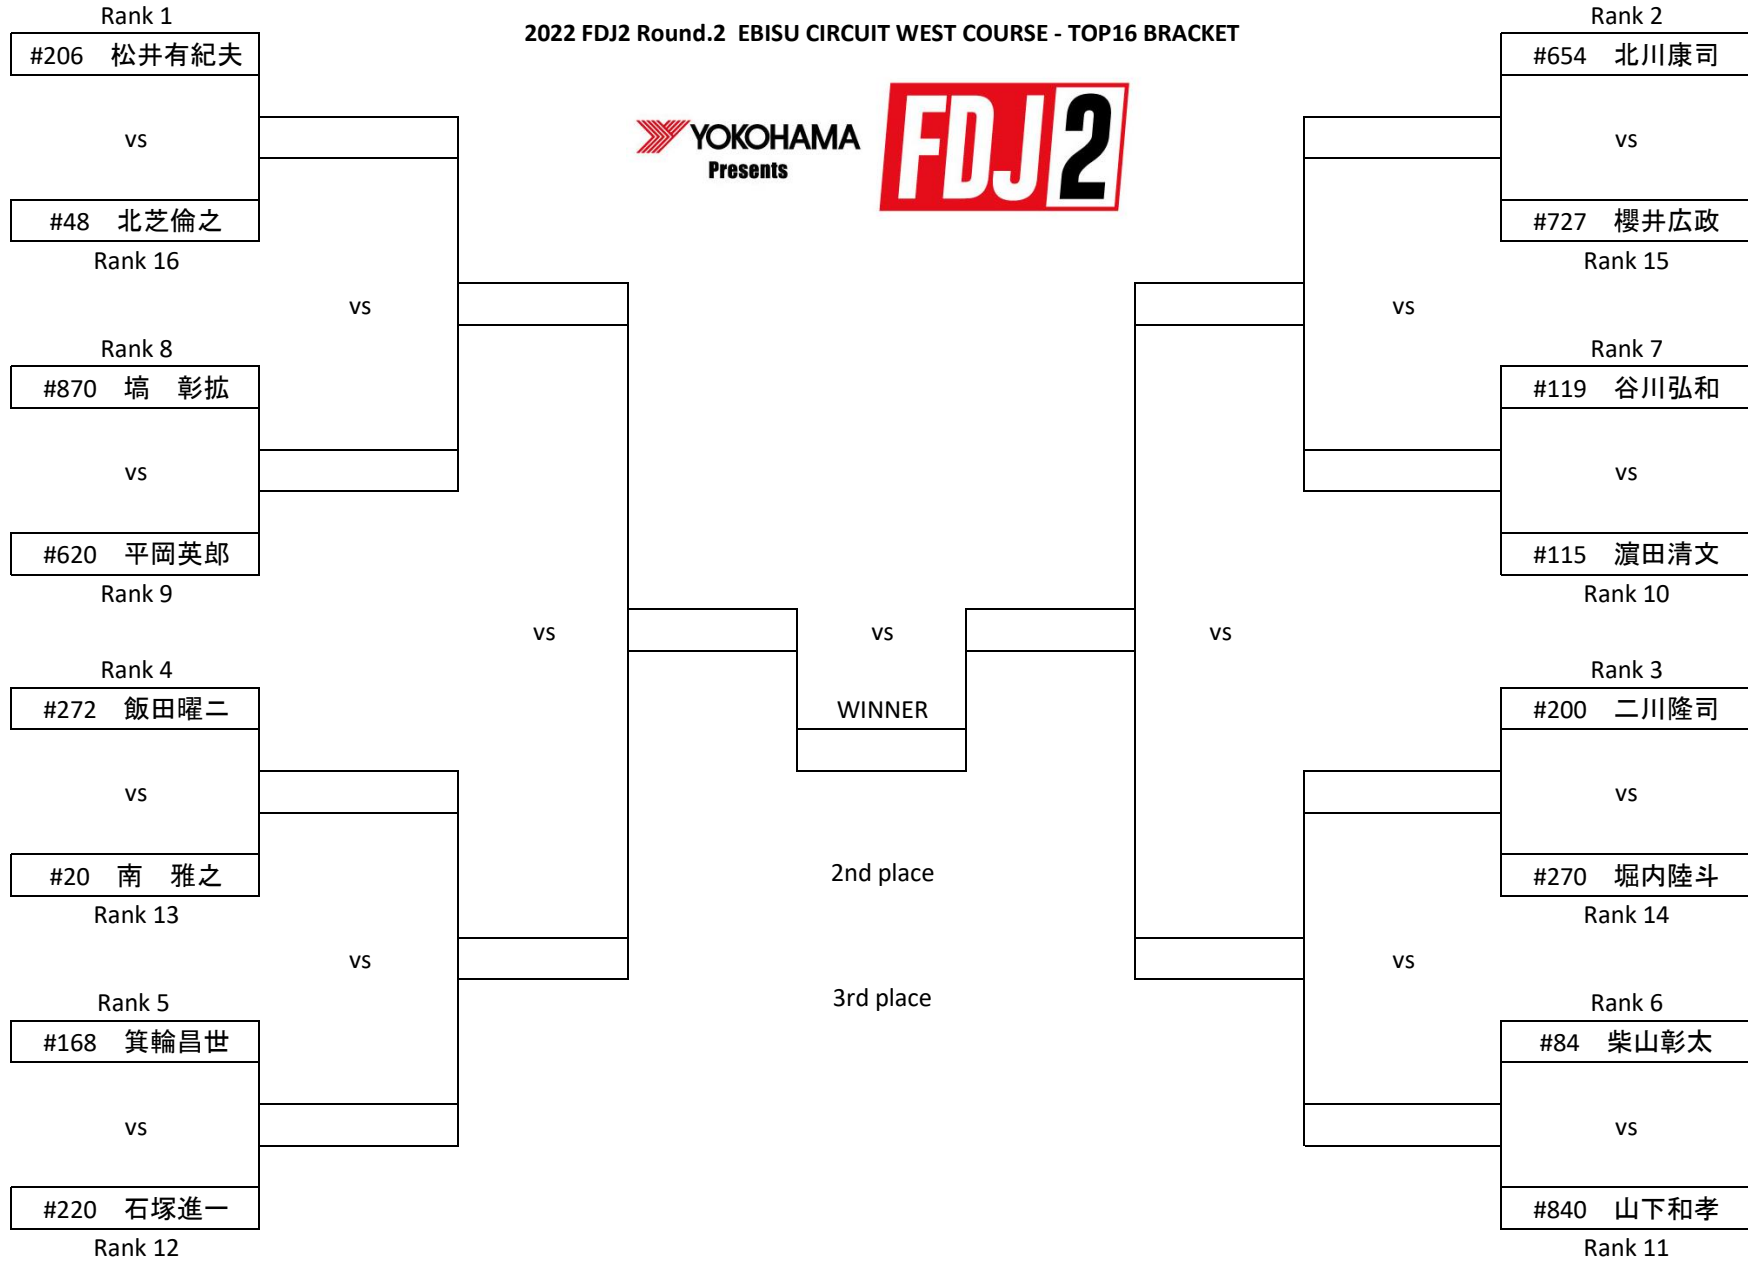 2022 FDJ2 Round.2 EBISU CIRCUIT WEST COURSE - TOP16 BRACKET
YOKOHAMA
Presents
FDJ2
Rank 1
#206 松井有紀夫
vs
#48 北芝倫之
Rank 16
vs
Rank 8
#870 塙 彰拡
vs
#620 平岡英郎
Rank 9
vs
Rank 4
#272 飯田曜二
vs
#20 南 雅之
Rank 13
vs
Rank 5
#168 箕輪昌世
vs
#220 石塚進一
Rank 12
vs
WINNER
2nd place
3rd place
Rank 2
#654 北川康司
vs
#727 櫻井広政
Rank 15
vs
Rank 7
#119 谷川弘和
vs
#115 濵田清文
Rank 10
vs
Rank 3
#200 二川隆司
vs
#270 堀内陸斗
Rank 14
vs
Rank 6
#84 柴山彰太
vs
#840 山下和孝
Rank 11